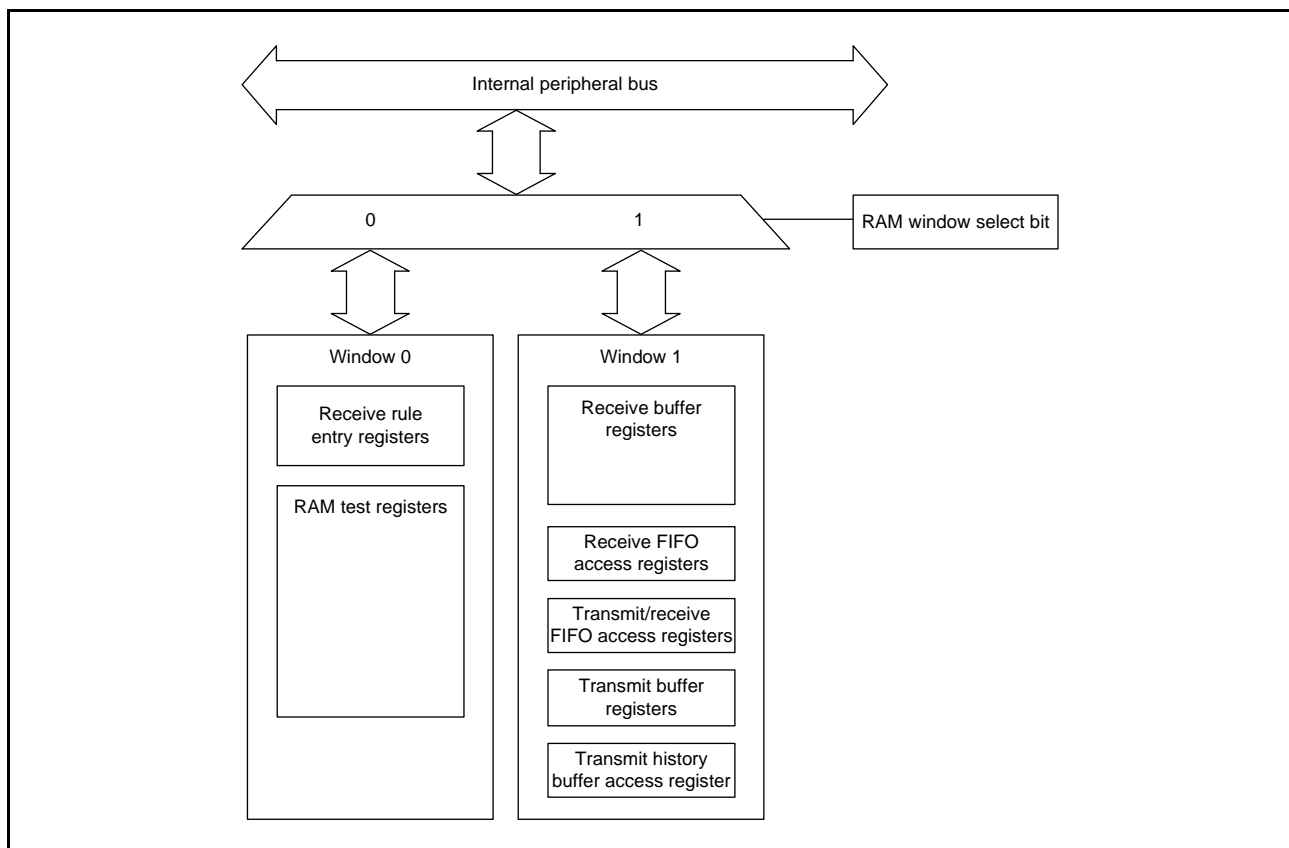 Internal peripheral bus
0
1
RAM window select bit
Window 0
Receive rule
entry registers
RAM test registers
Window 1
Receive buffer
registers
Receive FIFO
access registers
Transmit/receive
FIFO access registers
Transmit buffer
registers
Transmit history
buffer access register